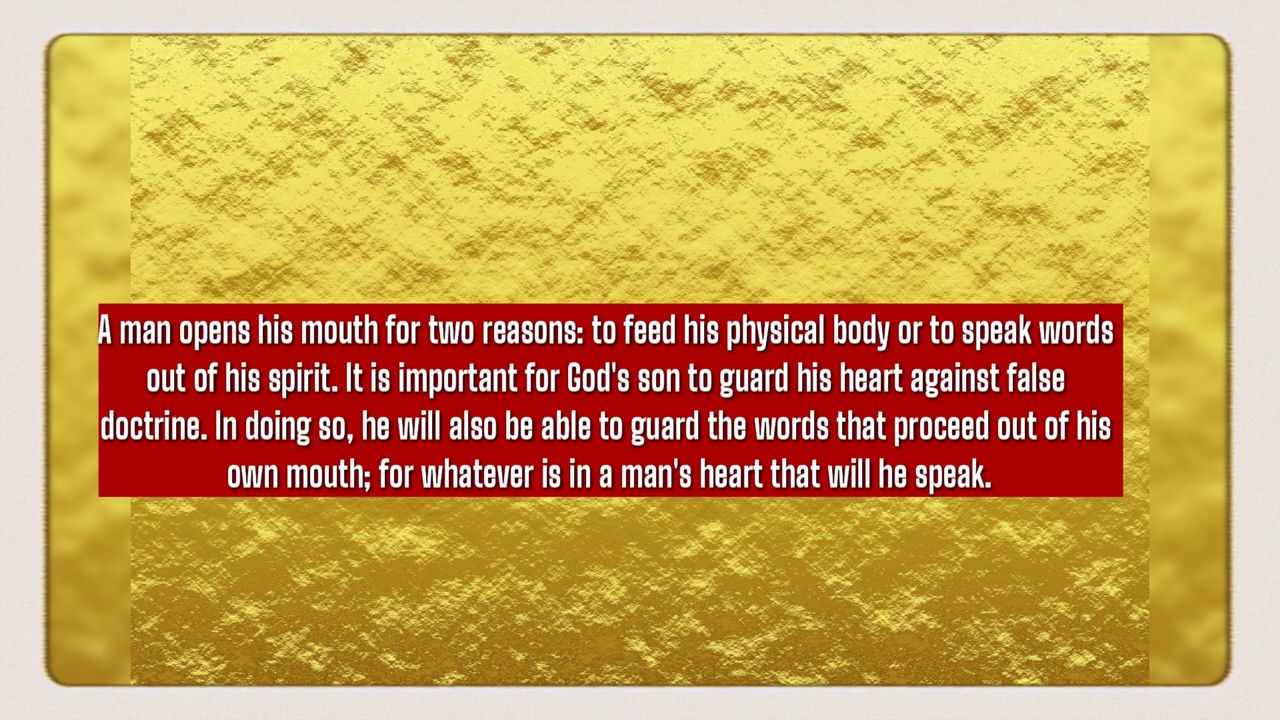 A man opens his mouth for two reasons: to feed his physical body or to speak words
out of his spirit. It is important for God's son to guard his heart against false
doctrine. In doing so, he will also be able to guard the words that proceed out of his
own mouth; for whatever is in a man's heart that will he speak.